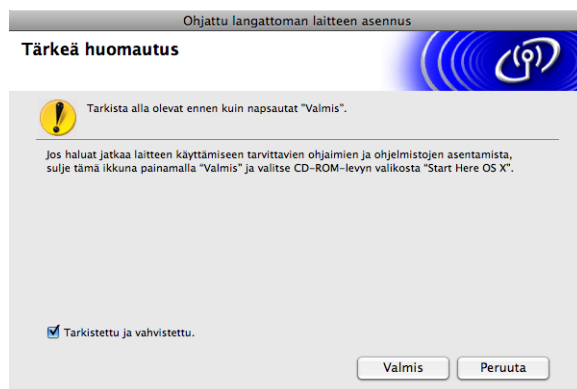 Ohjattu langattoman laitteen asennus
Tärkeä huomautus
Tarkista alla olevat ennen kuin napsautat "Valmis".
Jos haluat jatkaa laitteen käyttämiseen tarvittavien ohjaimien ja ohjelmistojen asentamista,
sulje tämä ikkuna painamalla “Valmis” ja valitse CD-ROM-levyn valikosta “Start Here OS X”.
Tarkistettu ja vahvistettu.
Valmis
Peruuta